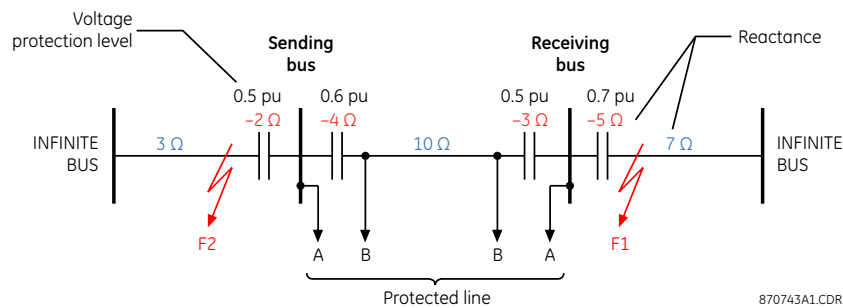 Voltage
protection level
Sending
bus
Receiving
bus
Reactance
0.5 pu
–2 Ω
0.6 pu
–4 Ω
0.5 pu
–3 Ω
0.7 pu
–5 Ω
INFINITE
BUS
3 Ω
10 Ω
7 Ω
INFINITE
BUS
F2
A
B
B
A
F1
Protected line
870743A1.CDR